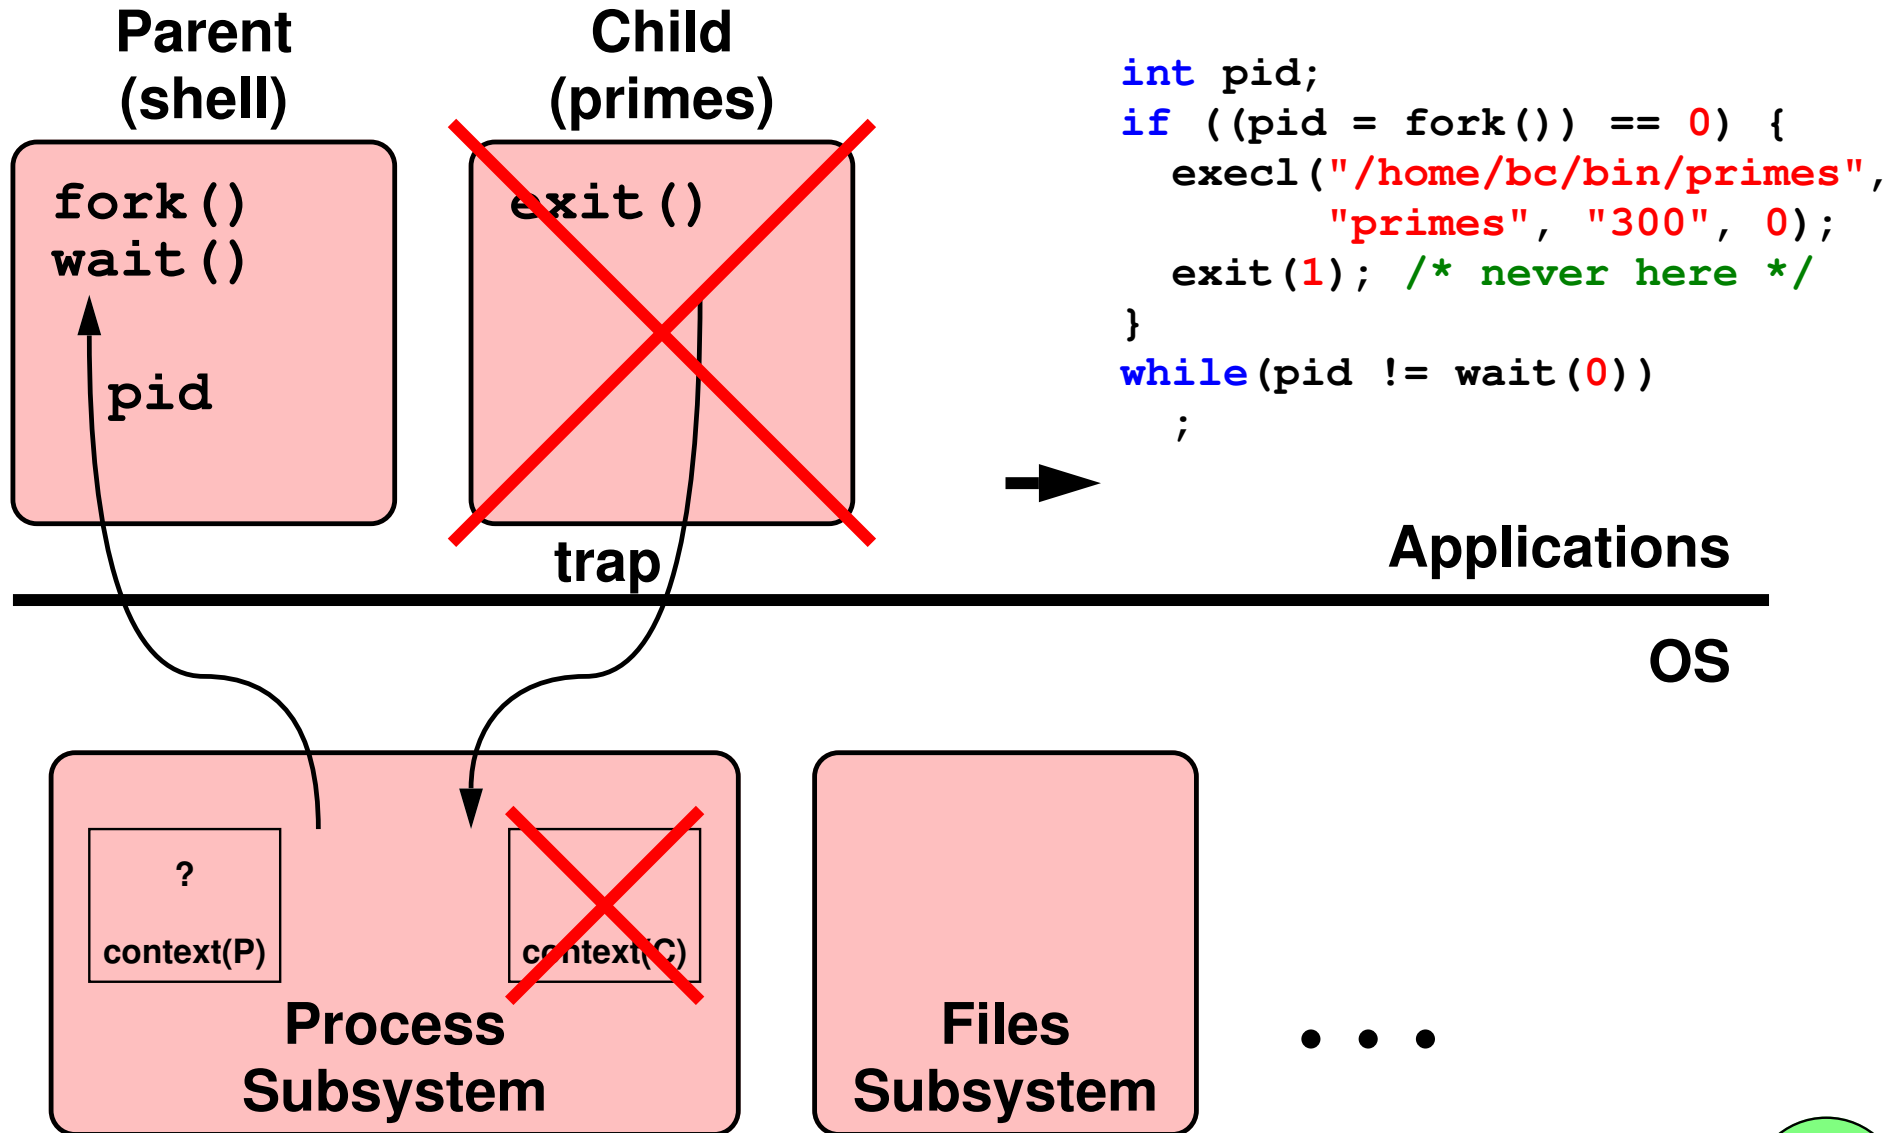 Parent
(shell)
Child
(primes)
fork()
wait()
pid
exit()
int pid;
if ((pid = fork()) == 0) {
  execl("/home/bc/bin/primes",
        "primes", "300", 0);
  exit(1); /* never here */
}
while(pid != wait(0))
  ;
trap
Applications
OS
?
context(P)
context(C)
Process
Subsystem
Files
Subsystem
. . .